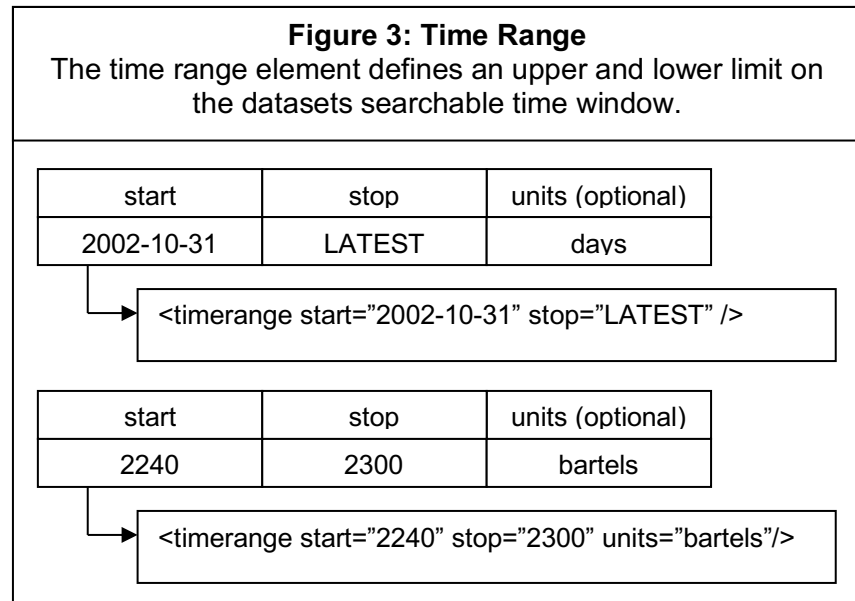 Figure 3: Time Range
The time range element defines an upper and lower limit on
the datasets searchable time window.
start stop units (optional)
2002-10-31 LATEST days
<timerange start=”2002-10-31” stop=”LATEST” />
start stop units (optional)
2240 2300 bartels
<timerange start=”2240” stop=”2300” units=”bartels”/>